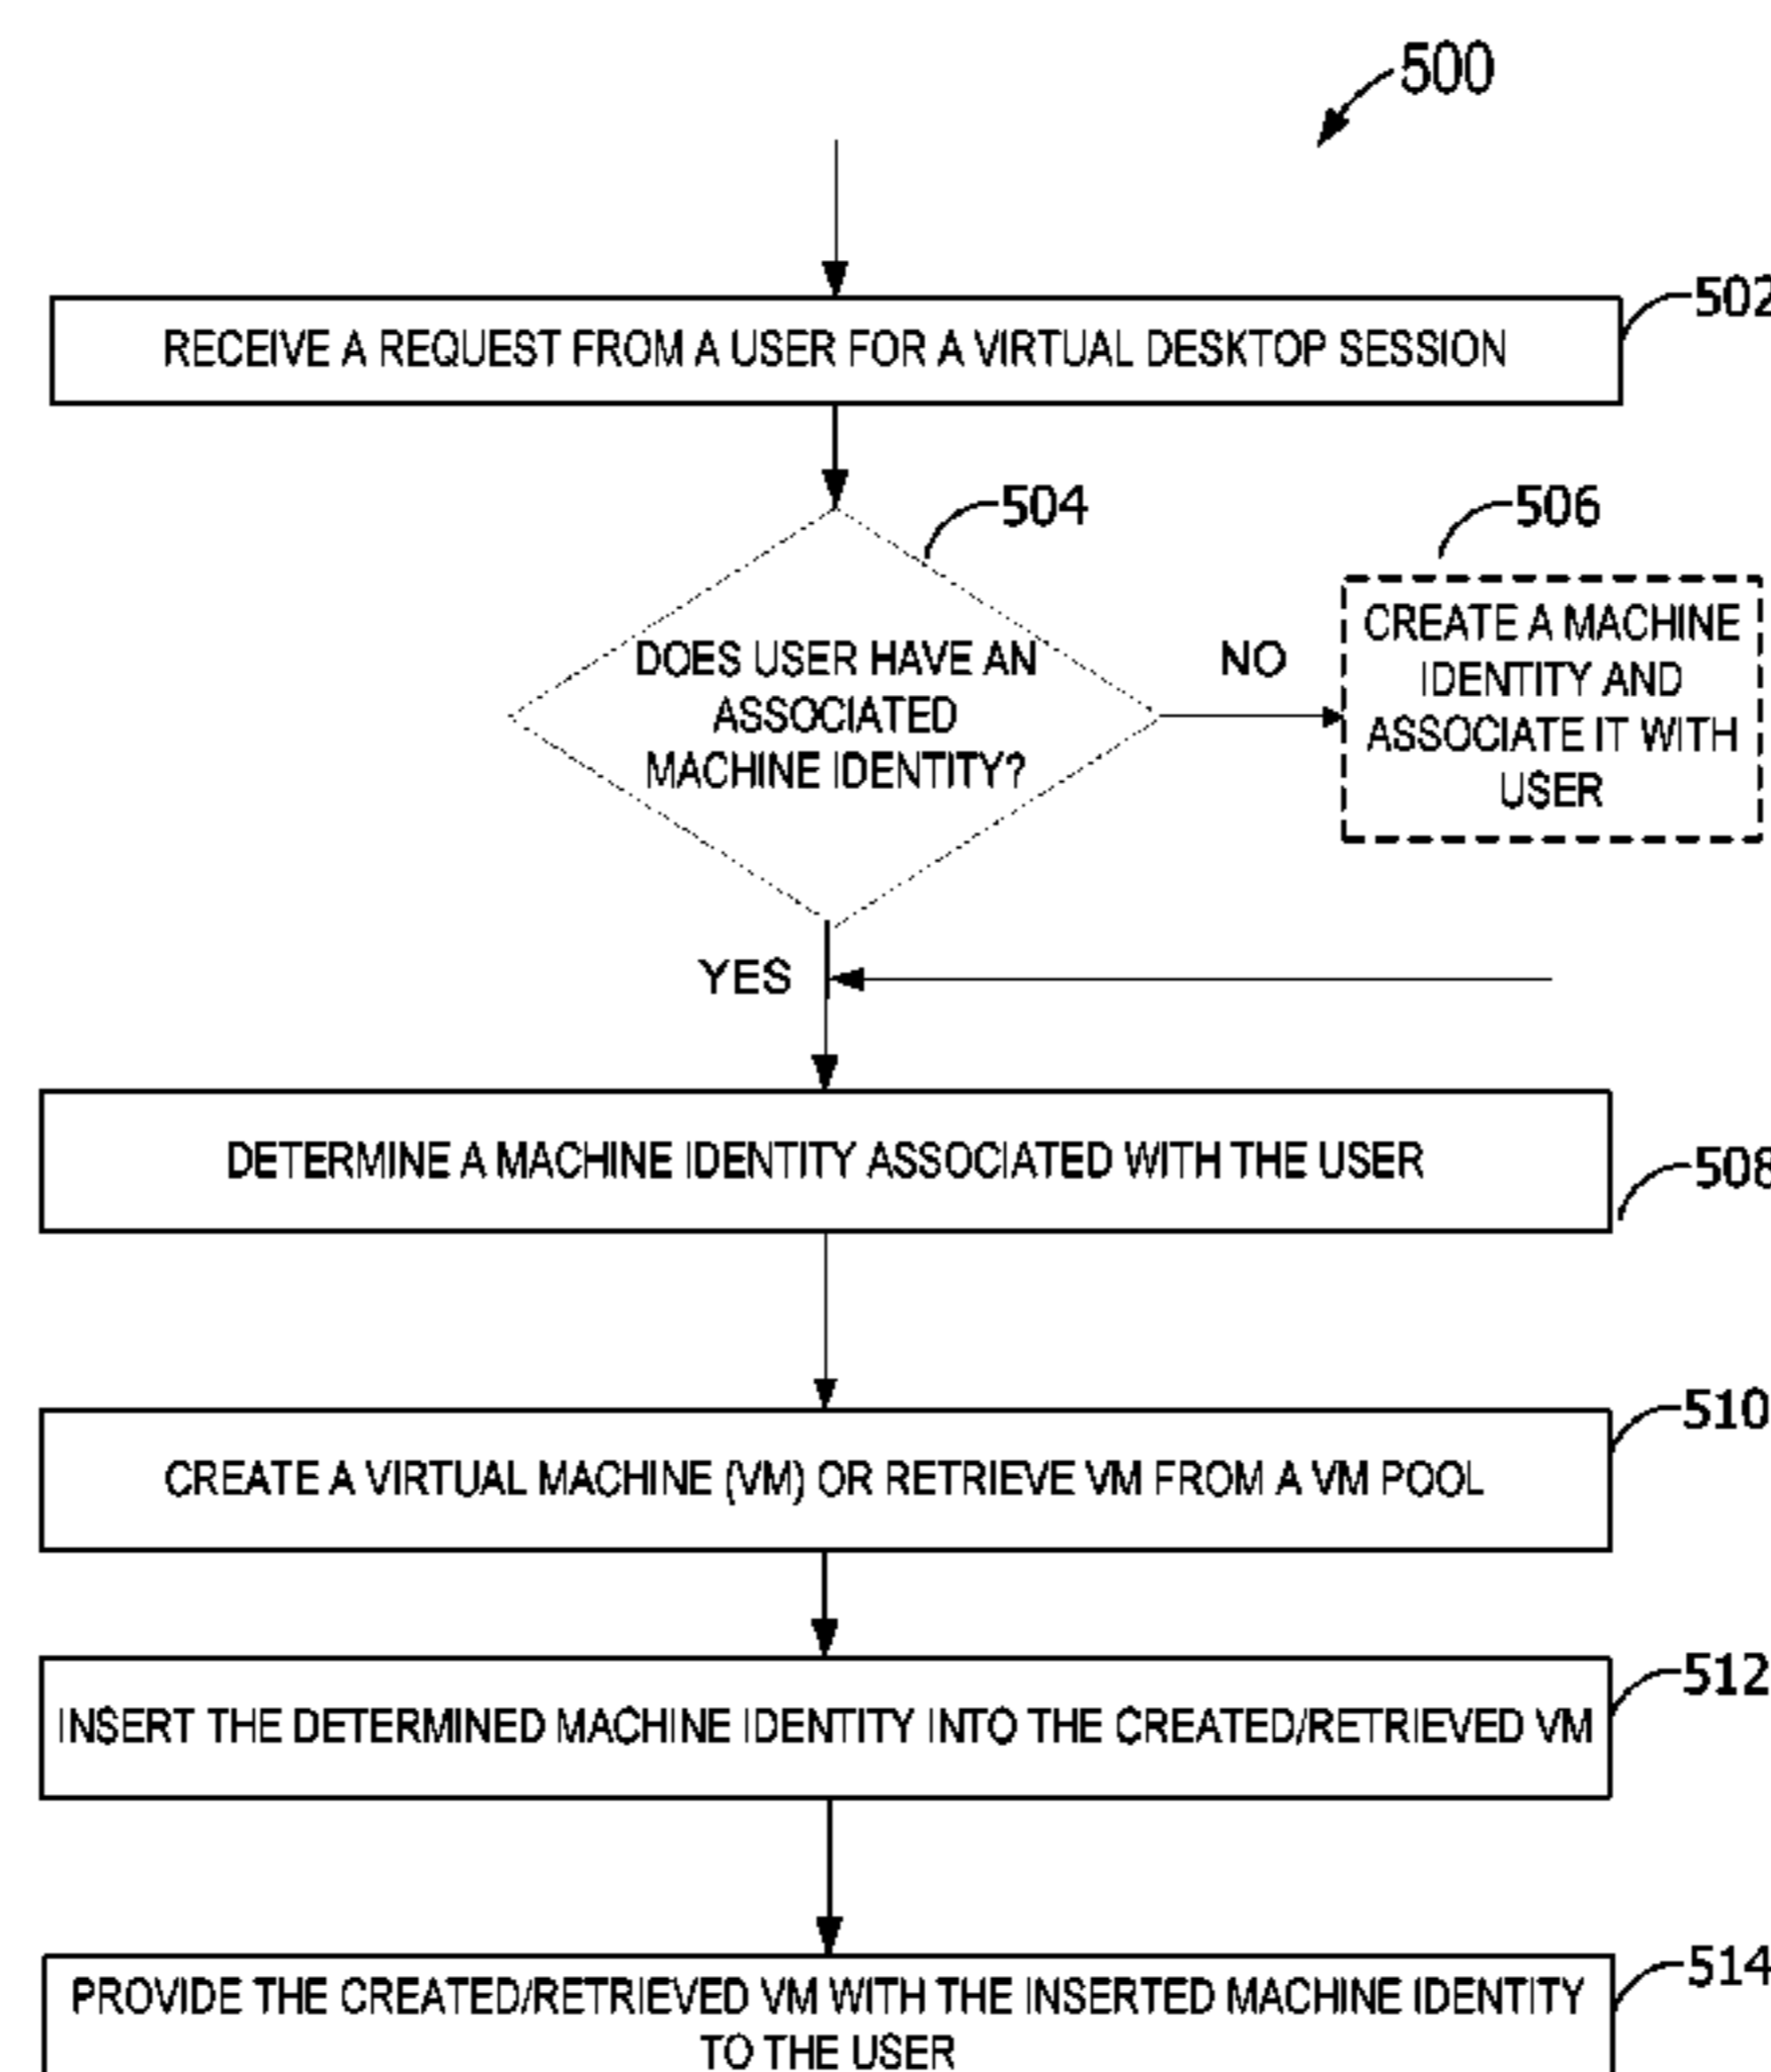 500
502
RECEIVE A REQUEST FROM A USER FOR A VIRTUAL DESKTOP SESSION
504
506
DOES USER HAVE AN
ASSOCIATED
MACHINE IDENTITY?
NO
CREATE A MACHINE
IDENTITY AND
ASSOCIATE IT WITH
USER
YES
DETERMINE A MACHINE IDENTITY ASSOCIATED WITH THE USER
508
510
CREATE A VIRTUAL MACHINE (VM) OR RETRIEVE VM FROM A VM POOL
512
INSERT THE DETERMINED MACHINE IDENTITY INTO THE CREATED/RETRIEVED VM
514
PROVIDE THE CREATED/RETRIEVED VM WITH THE INSERTED MACHINE IDENTITY
TO THE USER